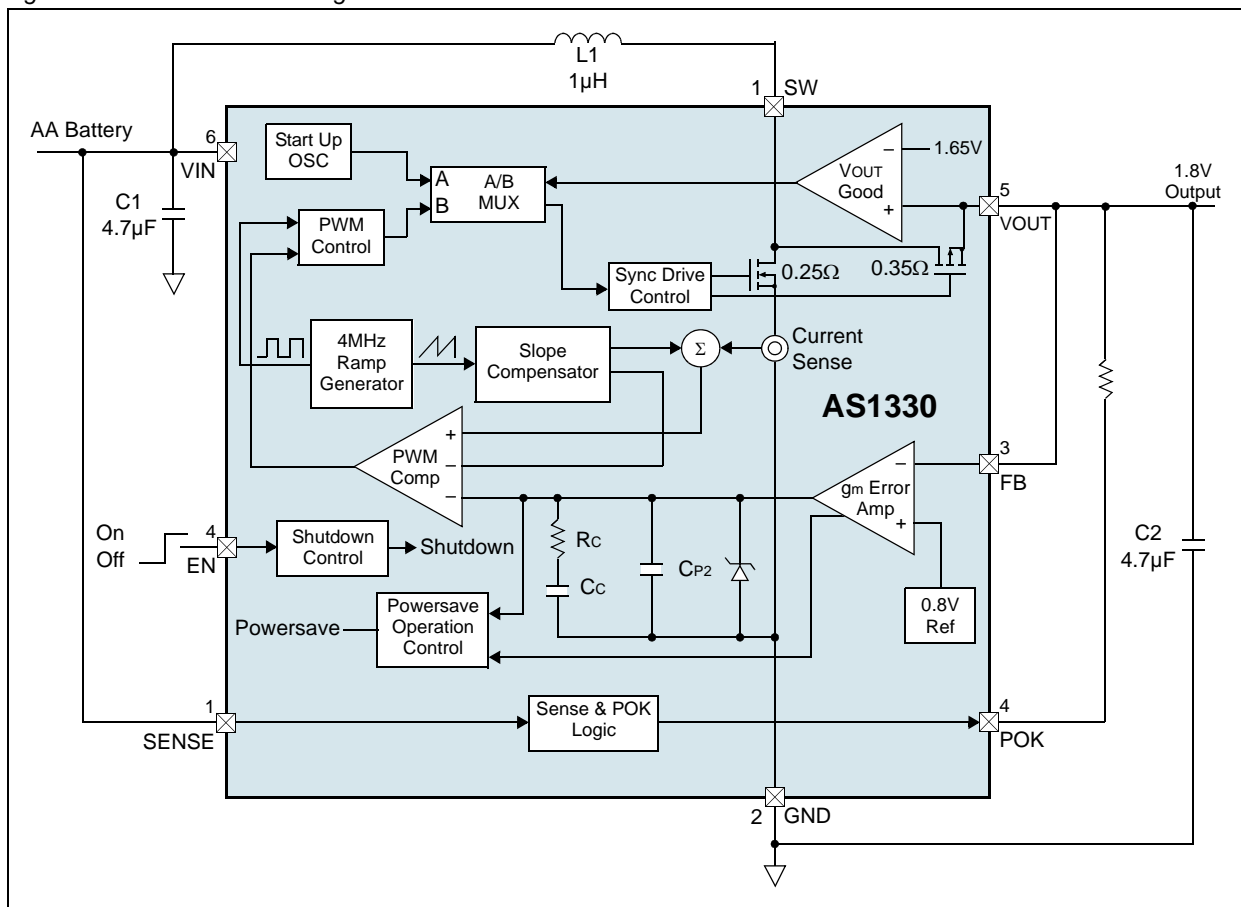 L1
1µH
1
SW
AA Battery
6
VIN
C1
4.7µF
Start Up
OSC
A
B
A/B
MUX
VOUT
Good
−
+
1.65V
5
VOUT
1.8V
Output
PWM
Control
Sync Drive
Control
0.25Ω
0.35Ω
4MHz
Ramp
Generator
Slope
Compensator
Σ
Current
Sense
AS1330
PWM
Comp
+
−
−
gm Error
Amp
−
+
3
FB
On
Off
4
EN
Shutdown
Control
Shutdown
RC
CC
CP2
C2
4.7µF
0.8V
Ref
Powersave
Powersave
Operation
Control
1
SENSE
Sense & POK
Logic
4
POK
2
GND